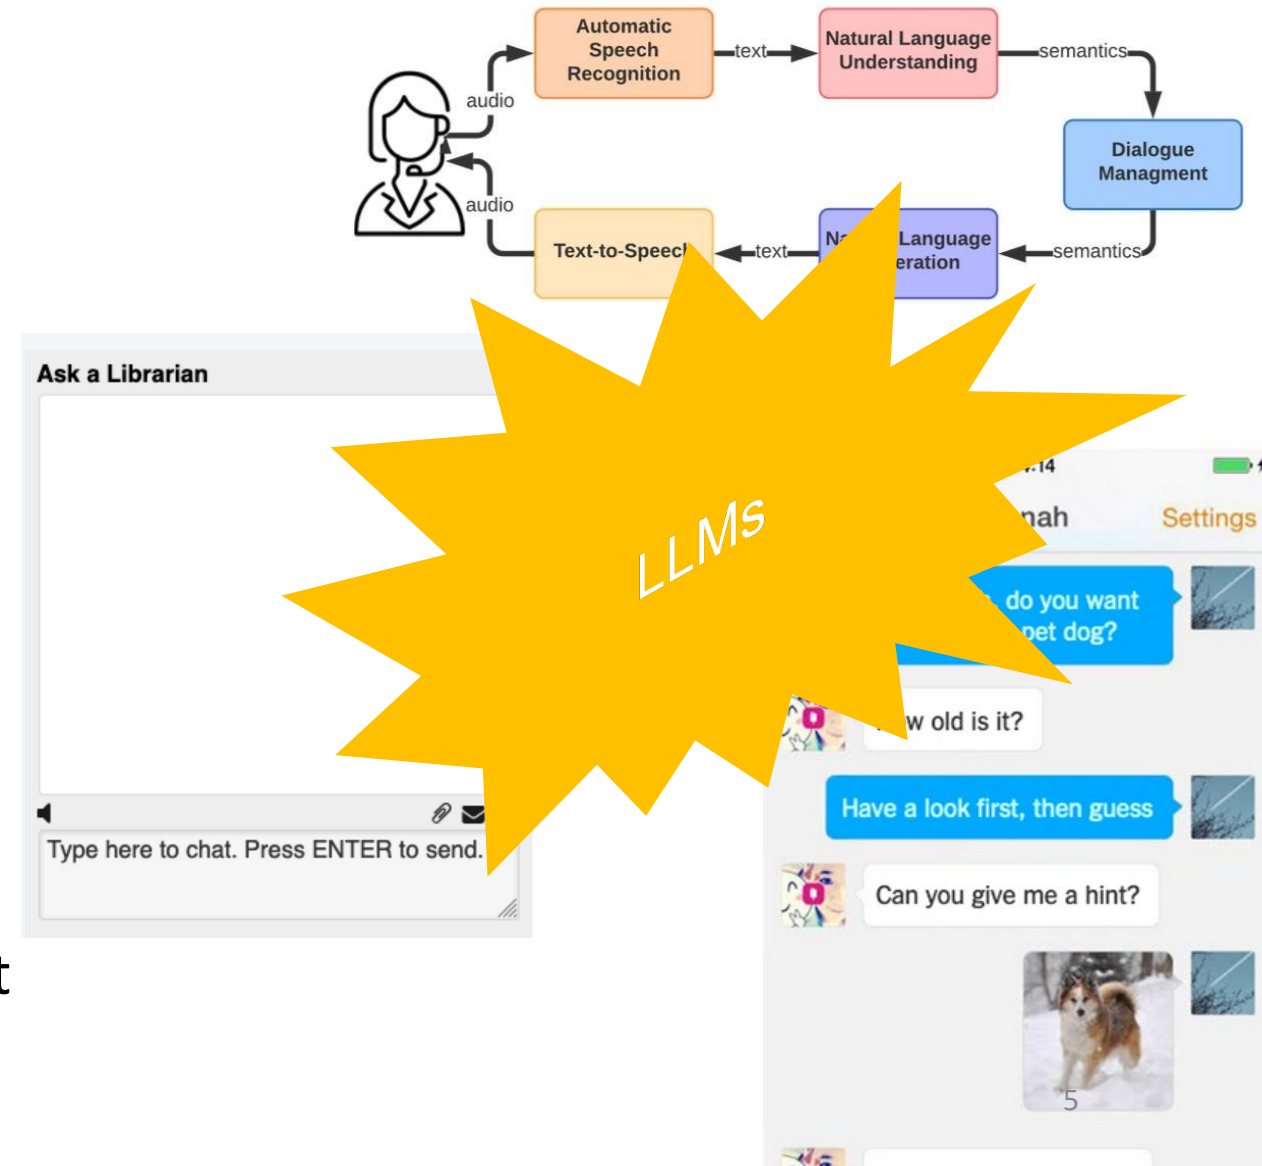 Automatic
Speech
Recognition
text
Natural Language
Understanding
semantics
audio
Dialogue
Managment
audio
Text-to-Speech
text
Language
semantics
Ask a Librarian
LLMs
Settings
do you want
pet dog?
old is it?
Have a look first, then guess
Type here to chat. Press ENTER to send.
Can you give me a hint?
5